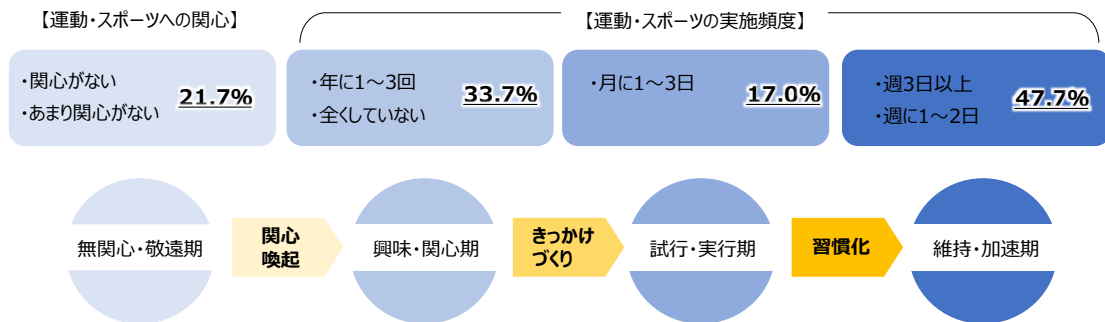 【運動・スポーツへの関心】
【運動・スポーツの実施頻度】
・関心がない
・あまり関心がない
21.7%
・年に1～3回
・全くしていない
33.7%
・月に1～3日
17.0%
・週3日以上
・週に1～2日
47.7%
無関心・敬遠期
関心
喚起
興味・関心期
きっかけ
づくり
試行・実行期
習慣化
維持・加速期